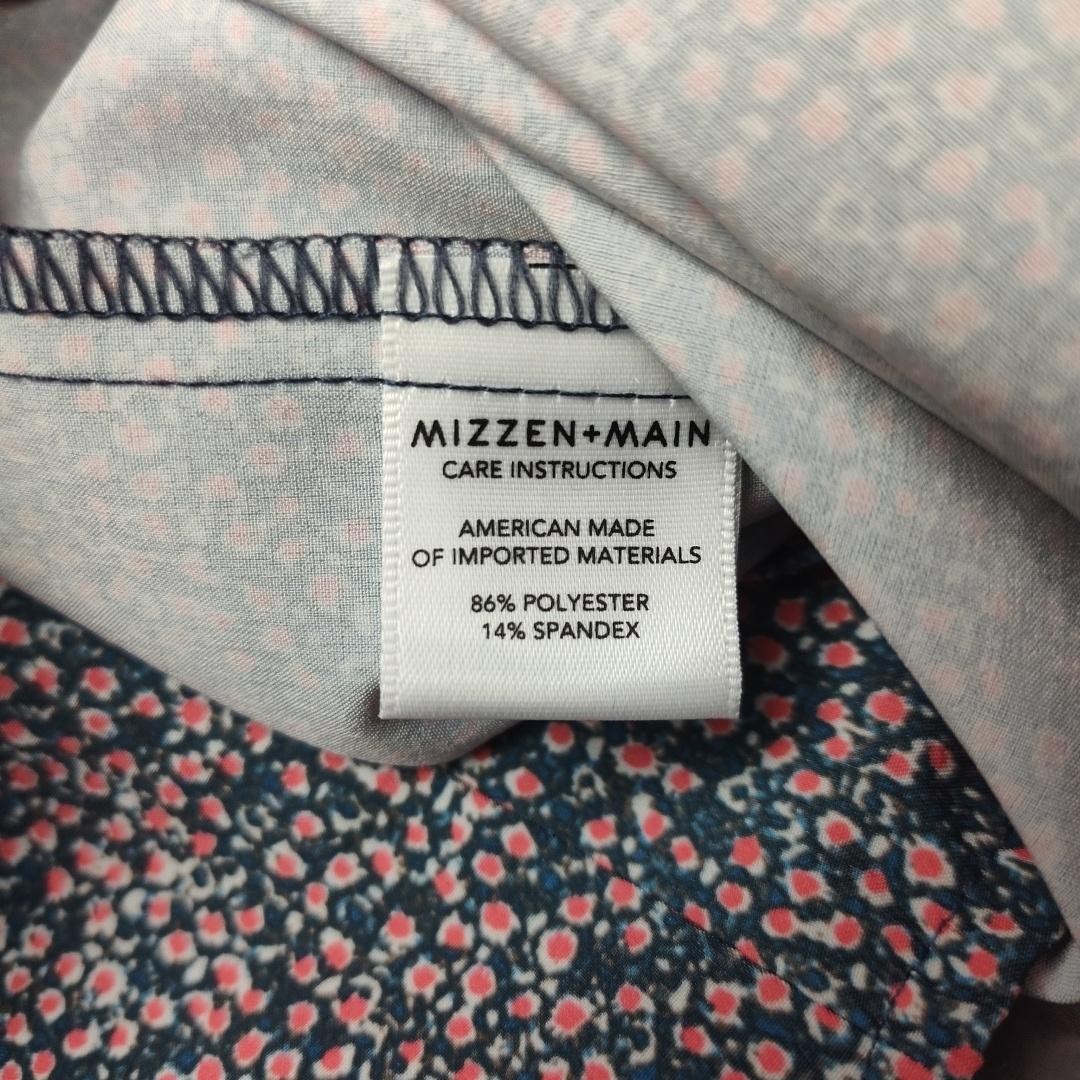 MIZZEN+MAIN
CARE INSTRUCTIONS
AMERICAN MADE
OF IMPORTED MATERIALS
86% POLYESTER
14% SPANDEX